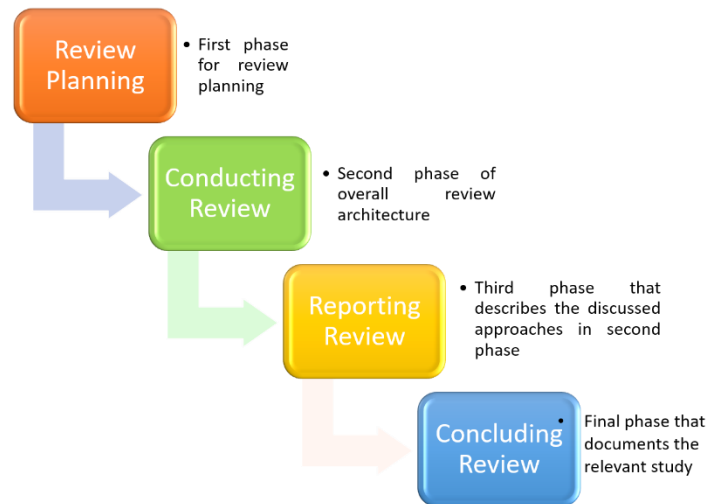 Review
Planning
• First phase
for review
planning
Conducting
Review
• Second phase of
overall review
architecture
Reporting
Review
• Third phase that
describes the discussed
approaches in second
phase
Concluding
Review
• Final phase that
documents the
relevant study